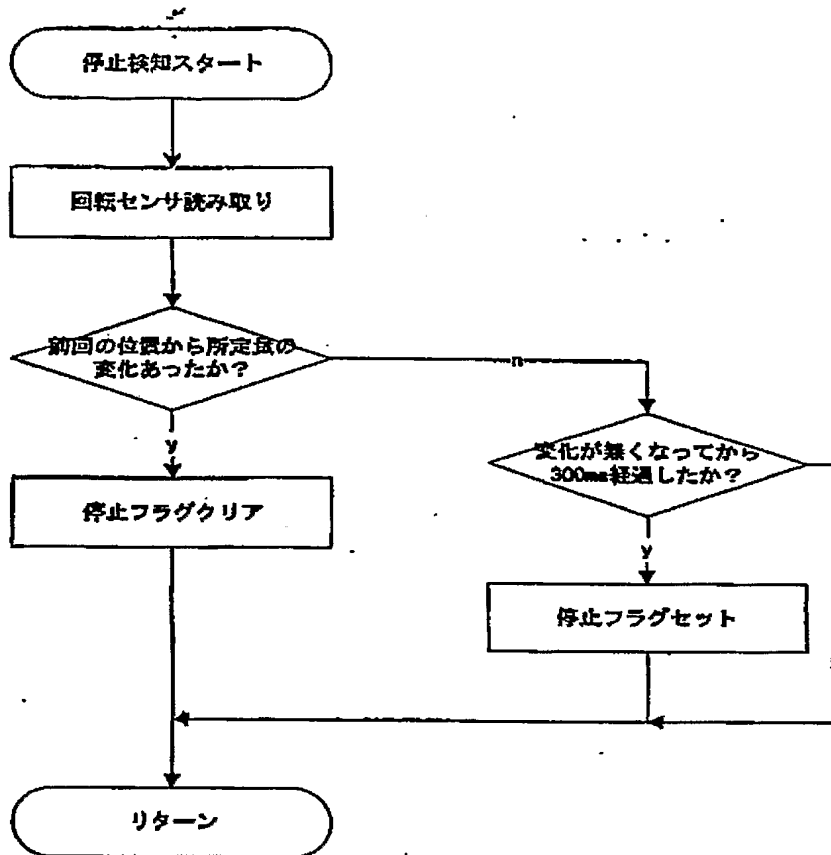 停止検知スタート
回転センサ読み取り
前回の位置から所定量の
変化あったか？
n
y
変化が無くなってから
300ms経過したか？
停止フラグクリア
y
停止フラグセット
リターン